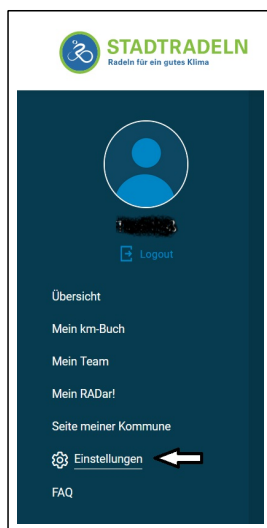 STADTRADELN
Radeln für ein gutes Klima
Logout
Übersicht
Mein km-Buch
Mein Team
Mein RADar!
Seite meiner Kommune
Einstellungen
FAQ